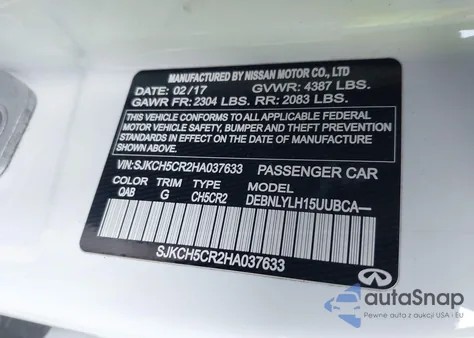 MANUFACTURED BY NISSAN MOTOR CO., LTD
DATE: 02/17 GVWR: 4387 LBS.
GAWR FR: 2304 LBS. RR: 2083 LBS.
THIS VEHICLE CONFORMS TO ALL APPLICABLE FEDERAL
MOTOR VEHICLE SAFETY, BUMPER AND THEFT PREVENTION
STANDARDS IN EFFECT ON THE DATE OF MANUFACTURE
SHOWN ABOVE.
VIN:SJKCH5CR2HA037633 PASSENGER CAR
COLOR TRIM TYPE MODEL
QAB G CH5CR2 DEBNLYLH15UUBCA—
SJKCH5CR2HA037633
INFINITI
autoSnap
Pewne auta z aukcji USA i EU